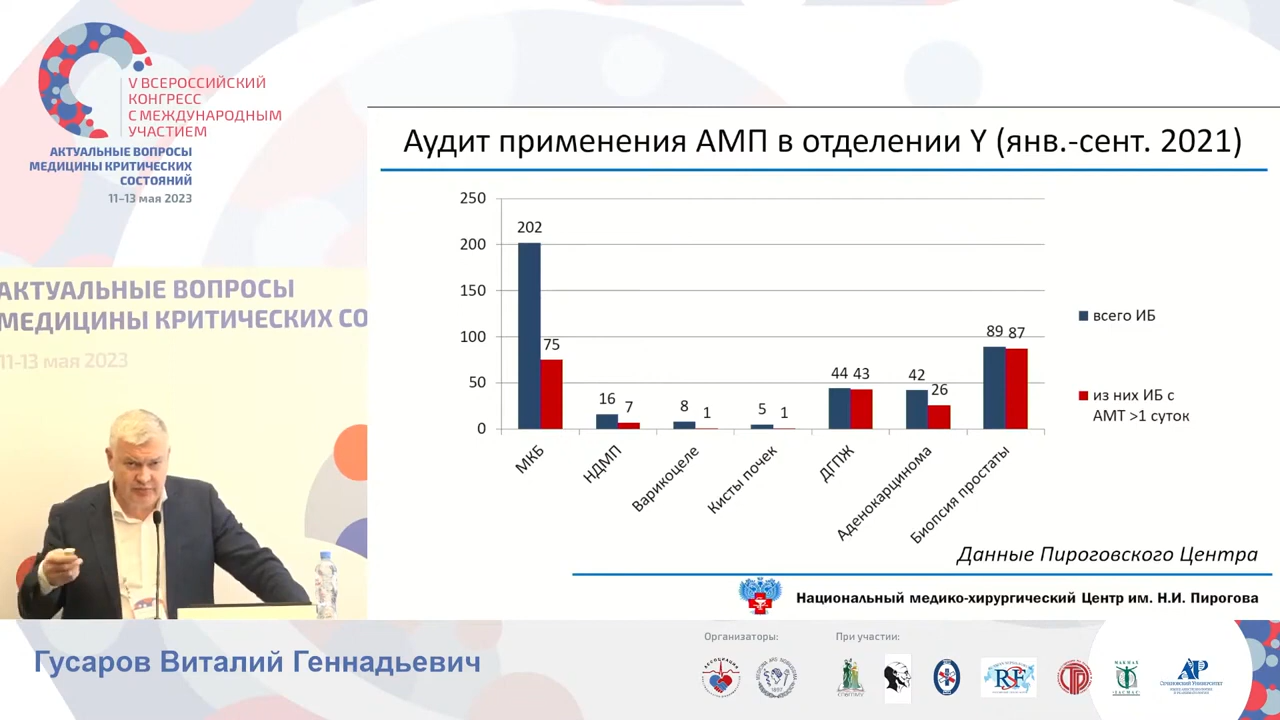 V ВСЕРОССИЙСКИЙ
КОНГРЕСС
С МЕЖДУНАРОДНЫМ
УЧАСТИЕМ
АКТУАЛЬНЫЕ ВОПРОСЫ
МЕДИЦИНЫ КРИТИЧЕСКИХ
СОСТОЯНИЙ
11–13 мая 2023
АКТУАЛЬНЫЕ ВОПРОСЫ
МЕДИЦИНЫ КРИТИЧЕСКИХ СО
11-13 мая 2023
Аудит применения АМП в отделении Y (янв.-сент. 2021)
250
200
150
100
50
0
202
75
16
7
8
1
5
1
44
43
42
26
89
87
МКБ
НДМП
Варикоцеле
Кисты почек
ДГПЖ
Аденокарцинома
Биопсия простаты
всего ИБ
из них ИБ с
АМТ >1 суток
Данные Пироговского Центра
Национальный медико-хирургический Центр им. Н.И. Пирогова
Гусаров Виталий Геннадьевич
Организаторы:
При участии: